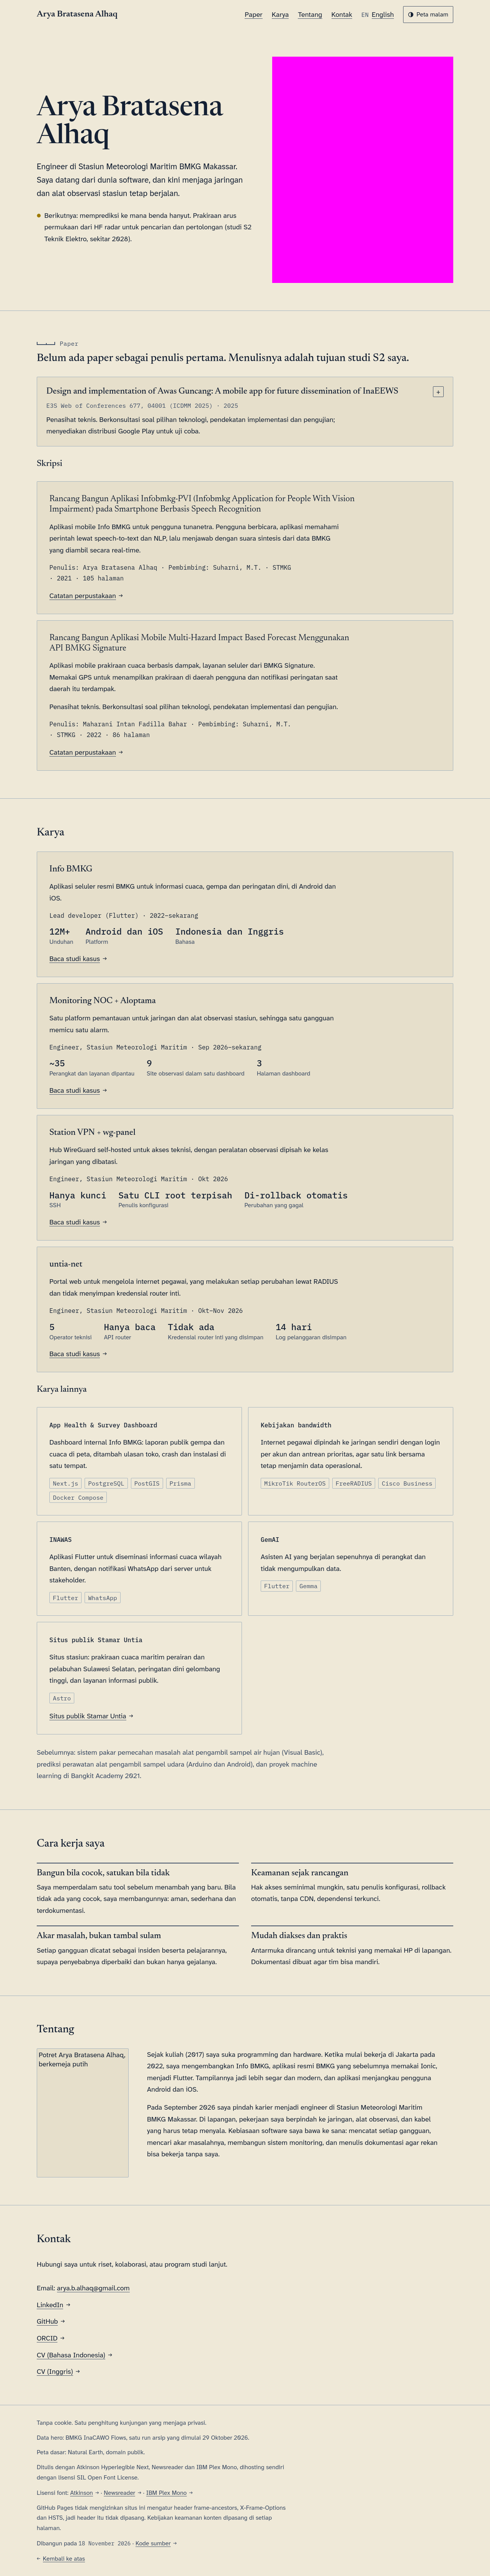 Arya Bratasena Alhaq
Paper Karya Tentang Kontak EN English Peta malam
Arya Bratasena
Alhaq
Engineer di Stasiun Meteorologi Maritim BMKG Makassar.
Saya datang dari dunia software, dan kini menjaga jaringan
dan alat observasi stasiun tetap berjalan.
Berikutnya: memprediksi ke mana benda hanyut. Prakiraan arus
permukaan dari HF radar untuk pencarian dan pertolongan (studi S2
Teknik Elektro, sekitar 2028).
Paper
Belum ada paper sebagai penulis pertama. Menulisnya adalah tujuan studi S2 saya.
Design and implementation of Awas Guncang: A mobile app for future dissemination of InaEEWS
+
E3S Web of Conferences 677, 04001 (ICDMM 2025) · 2025
Penasihat teknis. Berkonsultasi soal pilihan teknologi, pendekatan implementasi dan pengujian;
menyediakan distribusi Google Play untuk uji coba.
Skripsi
Rancang Bangun Aplikasi Infobmkg-PVI (Infobmkg Application for People With Vision
Impairment) pada Smartphone Berbasis Speech Recognition
Aplikasi mobile Info BMKG untuk pengguna tunanetra. Pengguna berbicara, aplikasi memahami
perintah lewat speech-to-text dan NLP, lalu menjawab dengan suara sintesis dari data BMKG
yang diambil secara real-time.
Penulis: Arya Bratasena Alhaq · Pembimbing: Suharni, M.T. · STMKG
· 2021 · 105 halaman
Catatan perpustakaan →
Rancang Bangun Aplikasi Mobile Multi-Hazard Impact Based Forecast Menggunakan
API BMKG Signature
Aplikasi mobile prakiraan cuaca berbasis dampak, layanan seluler dari BMKG Signature.
Memakai GPS untuk menampilkan prakiraan di daerah pengguna dan notifikasi peringatan saat
daerah itu terdampak.
Penasihat teknis. Berkonsultasi soal pilihan teknologi, pendekatan implementasi dan pengujian.
Penulis: Maharani Intan Fadilla Bahar · Pembimbing: Suharni, M.T.
· STMKG · 2022 · 86 halaman
Catatan perpustakaan →
Karya
Info BMKG
Aplikasi seluler resmi BMKG untuk informasi cuaca, gempa dan peringatan dini, di Android dan
iOS.
Lead developer (Flutter) · 2022–sekarang
12M+ Android dan iOS Indonesia dan Inggris
Unduhan Platform Bahasa
Baca studi kasus →
Monitoring NOC + Aloptama
Satu platform pemantauan untuk jaringan dan alat observasi stasiun, sehingga satu gangguan
memicu satu alarm.
Engineer, Stasiun Meteorologi Maritim · Sep 2026–sekarang
~35 9 3
Perangkat dan layanan dipantau Site observasi dalam satu dashboard Halaman dashboard
Baca studi kasus →
Station VPN + wg-panel
Hub WireGuard self-hosted untuk akses teknisi, dengan peralatan observasi dipisah ke kelas
jaringan yang dibatasi.
Engineer, Stasiun Meteorologi Maritim · Okt 2026
Hanya kunci Satu CLI root terpisah Di-rollback otomatis
SSH Penulis konfigurasi Perubahan yang gagal
Baca studi kasus →
untia-net
Portal web untuk mengelola internet pegawai, yang melakukan setiap perubahan lewat RADIUS
dan tidak menyimpan kredensial router inti.
Engineer, Stasiun Meteorologi Maritim · Okt–Nov 2026
5 Hanya baca Tidak ada 14 hari
Operator teknisi API router Kredensial router inti yang disimpan Log pelanggaran disimpan
Baca studi kasus →
Karya lainnya
App Health & Survey Dashboard
Dashboard internal Info BMKG: laporan publik gempa dan
cuaca di peta, ditambah ulasan toko, crash dan instalasi di
satu tempat.
Next.js PostgreSQL PostGIS Prisma
Docker Compose
Kebijakan bandwidth
Internet pegawai dipindah ke jaringan sendiri dengan login
per akun dan antrean prioritas, agar satu link bersama
tetap menjamin data operasional.
MikroTik RouterOS FreeRADIUS Cisco Business
INAWAS
Aplikasi Flutter untuk diseminasi informasi cuaca wilayah
Banten, dengan notifikasi WhatsApp dari server untuk
stakeholder.
Flutter WhatsApp
GemAI
Asisten AI yang berjalan sepenuhnya di perangkat dan
tidak mengumpulkan data.
Flutter Gemma
Situs publik Stamar Untia
Situs stasiun: prakiraan cuaca maritim perairan dan
pelabuhan Sulawesi Selatan, peringatan dini gelombang
tinggi, dan layanan informasi publik.
Astro
Situs publik Stamar Untia →
Sebelumnya: sistem pakar pemecahan masalah alat pengambil sampel air hujan (Visual Basic),
prediksi perawatan alat pengambil sampel udara (Arduino dan Android), dan proyek machine
learning di Bangkit Academy 2021.
Cara kerja saya
Bangun bila cocok, satukan bila tidak
Saya memperdalam satu tool sebelum menambah yang baru. Bila
tidak ada yang cocok, saya membangunnya: aman, sederhana dan
terdokumentasi.
Keamanan sejak rancangan
Hak akses seminimal mungkin, satu penulis konfigurasi, rollback
otomatis, tanpa CDN, dependensi terkunci.
Akar masalah, bukan tambal sulam
Setiap gangguan dicatat sebagai insiden beserta pelajarannya,
supaya penyebabnya diperbaiki dan bukan hanya gejalanya.
Mudah diakses dan praktis
Antarmuka dirancang untuk teknisi yang memakai HP di lapangan.
Dokumentasi dibuat agar tim bisa mandiri.
Tentang
Potret Arya Bratasena Alhaq,
berkemeja putih
Sejak kuliah (2017) saya suka programming dan hardware. Ketika mulai bekerja di Jakarta pada
2022, saya mengembangkan Info BMKG, aplikasi resmi BMKG yang sebelumnya memakai Ionic,
menjadi Flutter. Tampilannya jadi lebih segar dan modern, dan aplikasi menjangkau pengguna
Android dan iOS.
Pada September 2026 saya pindah karier menjadi engineer di Stasiun Meteorologi Maritim
BMKG Makassar. Di lapangan, pekerjaan saya berpindah ke jaringan, alat observasi, dan kabel
yang harus tetap menyala. Kebiasaan software saya bawa ke sana: mencatat setiap gangguan,
mencari akar masalahnya, membangun sistem monitoring, dan menulis dokumentasi agar rekan
bisa bekerja tanpa saya.
Kontak
Hubungi saya untuk riset, kolaborasi, atau program studi lanjut.
Email: arya.b.alhaq@gmail.com
LinkedIn →
GitHub →
ORCID →
CV (Bahasa Indonesia) →
CV (Inggris) →
Tanpa cookie. Satu penghitung kunjungan yang menjaga privasi.
Data hero: BMKG InaCAWO Flows, satu run arsip yang dimulai 29 Oktober 2026.
Peta dasar: Natural Earth, domain publik.
Ditulis dengan Atkinson Hyperlegible Next, Newsreader dan IBM Plex Mono, dihosting sendiri
dengan lisensi SIL Open Font License.
Lisensi font: Atkinson → · Newsreader → · IBM Plex Mono →
GitHub Pages tidak mengizinkan situs ini mengatur header frame-ancestors, X-Frame-Options
dan HSTS, jadi header itu tidak dipasang. Kebijakan keamanan konten dipasang di setiap
halaman.
Dibangun pada 18 November 2026 · Kode sumber →
← Kembali ke atas